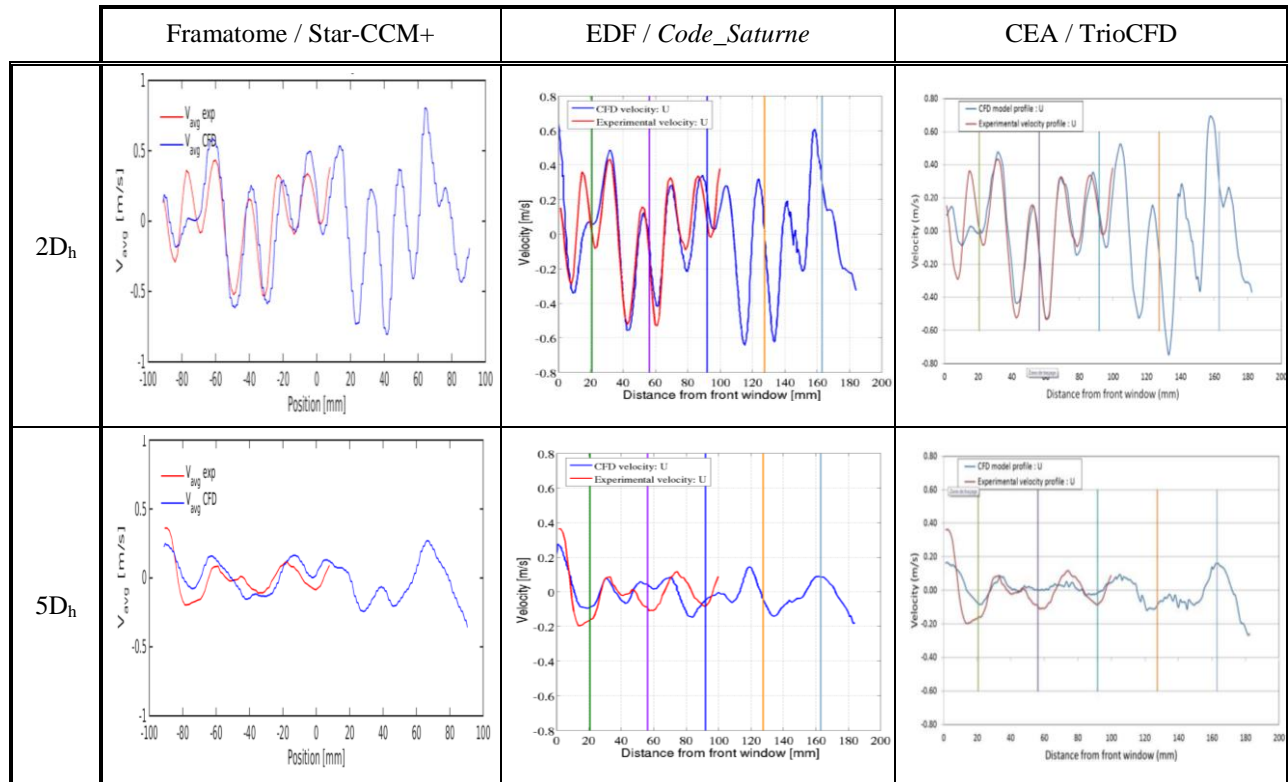 Framatome / Star-CCM+
EDF / Code_Saturne
CEA / TrioCFD
2Dh
1
0.5
0
-0.5
-1
V avg [m/s]
V avg exp
V avg CFD
-100 -80 -60 -40 -20 0 20 40 60 80 100
Position [mm]
0.8
0.6
0.4
0.2
0
-0.2
-0.4
-0.6
-0.8
Velocity [m/s]
CFD velocity: U
Experimental velocity: U
0 20 40 60 80 100 120 140 160 180 200
Distance from front window [mm]
0.80
0.60
0.40
0.20
0.00
-0.20
-0.40
-0.60
-0.80
Velocity (m/s)
CFD model profile : U
Experimental velocity profile : U
0 20 40 60 80 100 120 140 160 180 200
Distance from front window (mm)
5Dh
1
0.5
0
-0.5
-1
V avg [m/s]
V avg exp
V avg CFD
-100 -80 -60 -40 -20 0 20 40 60 80 100
Position [mm]
0.8
0.6
0.4
0.2
0
-0.2
-0.4
-0.6
-0.8
Velocity [m/s]
CFD velocity: U
Experimental velocity: U
0 20 40 60 80 100 120 140 160 180 200
Distance from front window [mm]
0.80
0.60
0.40
0.20
0.00
-0.20
-0.40
-0.60
-0.80
Velocity (m/s)
CFD model profile : U
Experimental velocity profile : U
0 20 40 60 80 100 120 140 160 180 200
Distance from front window (mm)